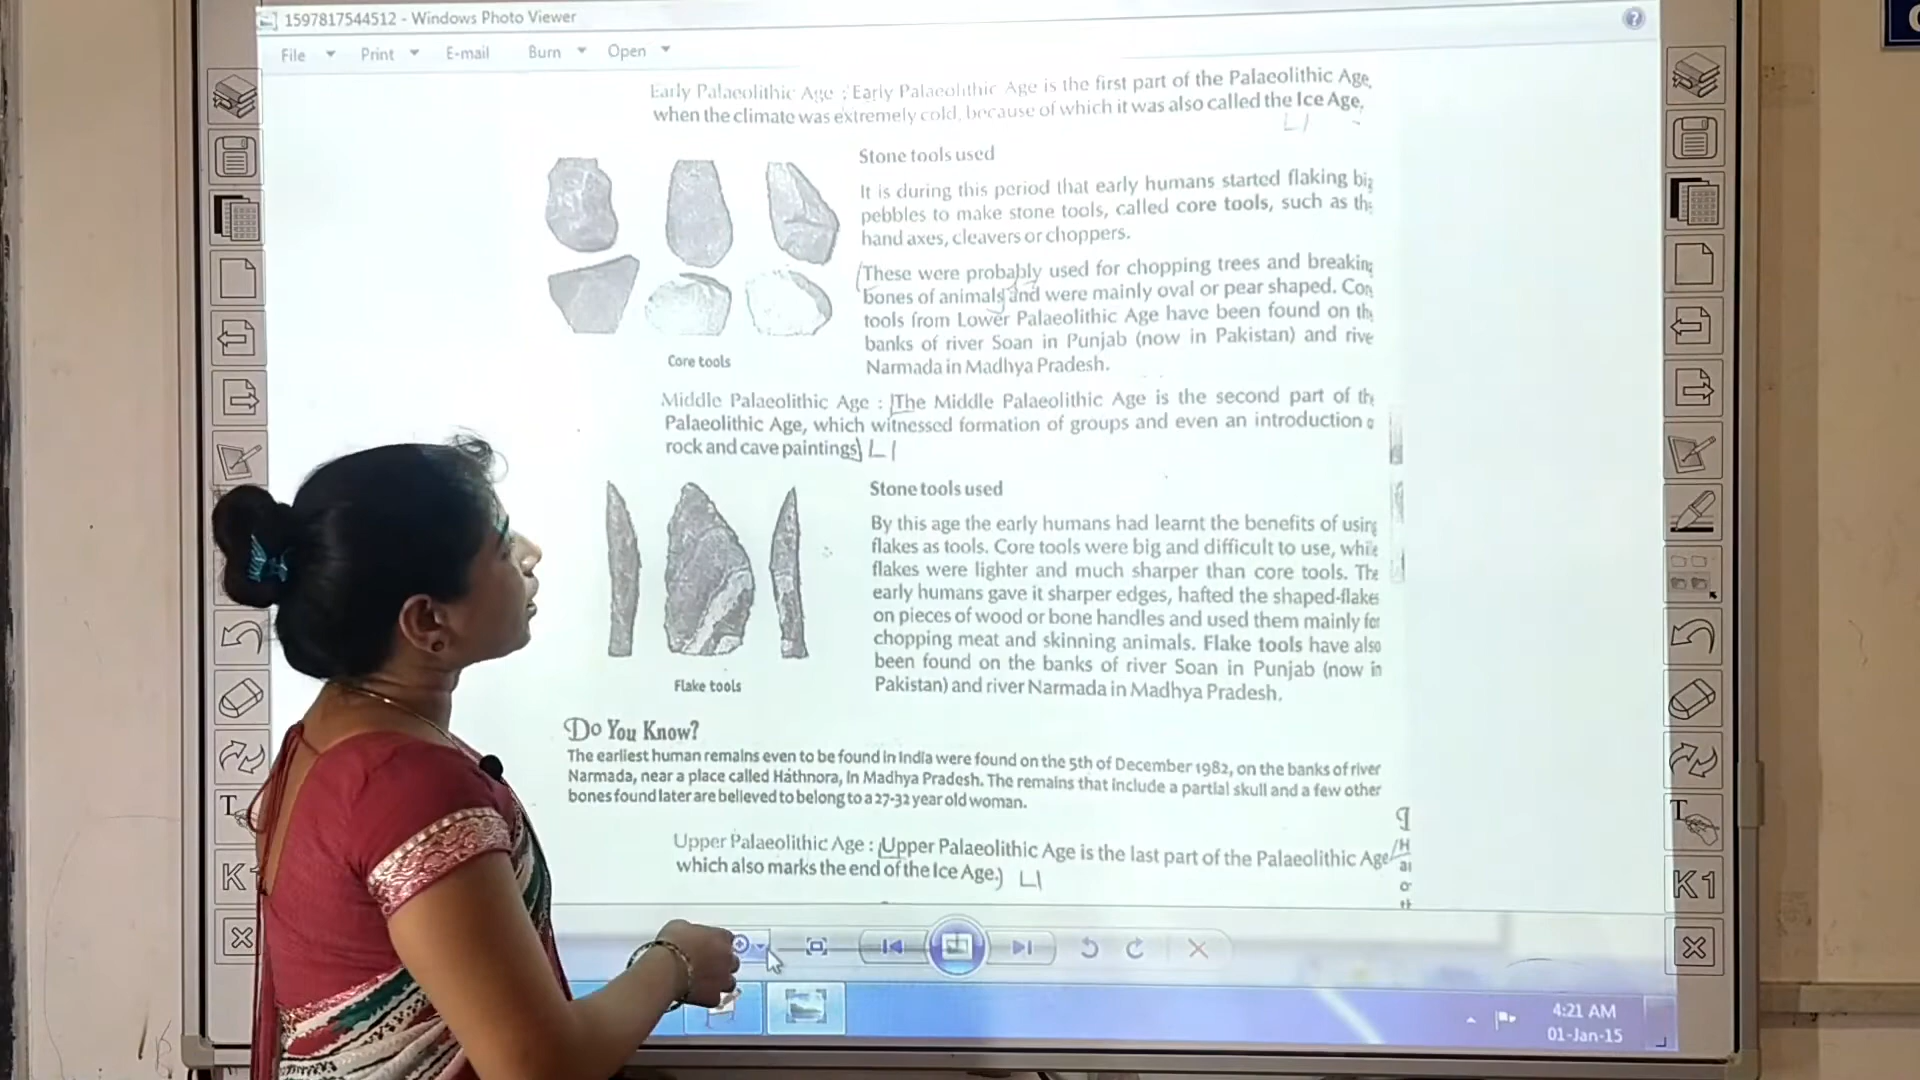 1597817544512 - Windows Photo Viewer
File Print E-mail Burn Open
Early Palaeolithic Age : Early Palaeolithic Age is the first part of the Palaeolithic Age,
when the climate was extremely cold, because of which it was also called the Ice Age.
Stone tools used
It is during this period that early humans started flaking big
pebbles to make stone tools, called core tools, such as the
hand axes, cleavers or choppers.
These were probably used for chopping trees and breaking
bones of animals and were mainly oval or pear shaped. Core
tools from Lower Palaeolithic Age have been found on the
banks of river Soan in Punjab (now in Pakistan) and rive
Narmada in Madhya Pradesh.
Core tools
Middle Palaeolithic Age : The Middle Palaeolithic Age is the second part of the
Palaeolithic Age, which witnessed formation of groups and even an introduction o
rock and cave paintings) L1
Stone tools used
By this age the early humans had learnt the benefits of using
flakes as tools. Core tools were big and difficult to use, while
flakes were lighter and much sharper than core tools. The
early humans gave it sharper edges, hafted the shaped-flakes
on pieces of wood or bone handles and used them mainly for
chopping meat and skinning animals. Flake tools have also
been found on the banks of river Soan in Punjab (now in
Pakistan) and river Narmada in Madhya Pradesh.
Flake tools
Do You Know?
The earliest human remains even to be found in India were found on the 5th of December 1982, on the banks of river
Narmada, near a place called Hathnora, in Madhya Pradesh. The remains that include a partial skull and a few other
bones found later are believed to belong to a 27-32 year old woman.
Upper Palaeolithic Age : (Upper Palaeolithic Age is the last part of the Palaeolithic Age
which also marks the end of the Ice Age.) L1
K1
4:21 AM
01-Jan-15